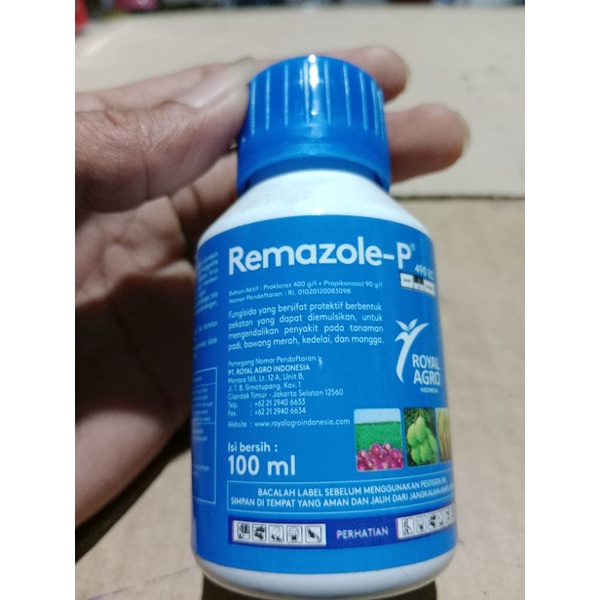 Remazole-P®
490 EC
Bahan Aktif : Prokloraz 400 g/l + Propikonazol 90 g/l
Nomor Pendaftaran : RI. 01020120083098
Fungisida yang bersifat protektif berbentuk
pekatan yang dapat diemulsikan, untuk
mengendalikan penyakit pada tanaman
padi, bawang merah, kedelai, dan mangga.
Pemegang Nomor Pendaftaran :
PT. ROYAL AGRO INDONESIA
Menara 165, Lt. 12 A, Unit B,
Jl. T. B. Simatupang, Kav. 1
Cilandak Timur - Jakarta Selatan 12560
Telp. : +62 21 2940 6633
Fax. : +62 21 2940 6634
Website : www.royalagroindonesia.com
ROYAL
AGRO
INDONESIA
Isi bersih :
100 ml
BACALAH LABEL SEBELUM MENGGUNAKAN PESTISIDA INI
SIMPAN DI TEMPAT YANG AMAN DAN JAUH DARI JANGKAUAN
PERHATIAN